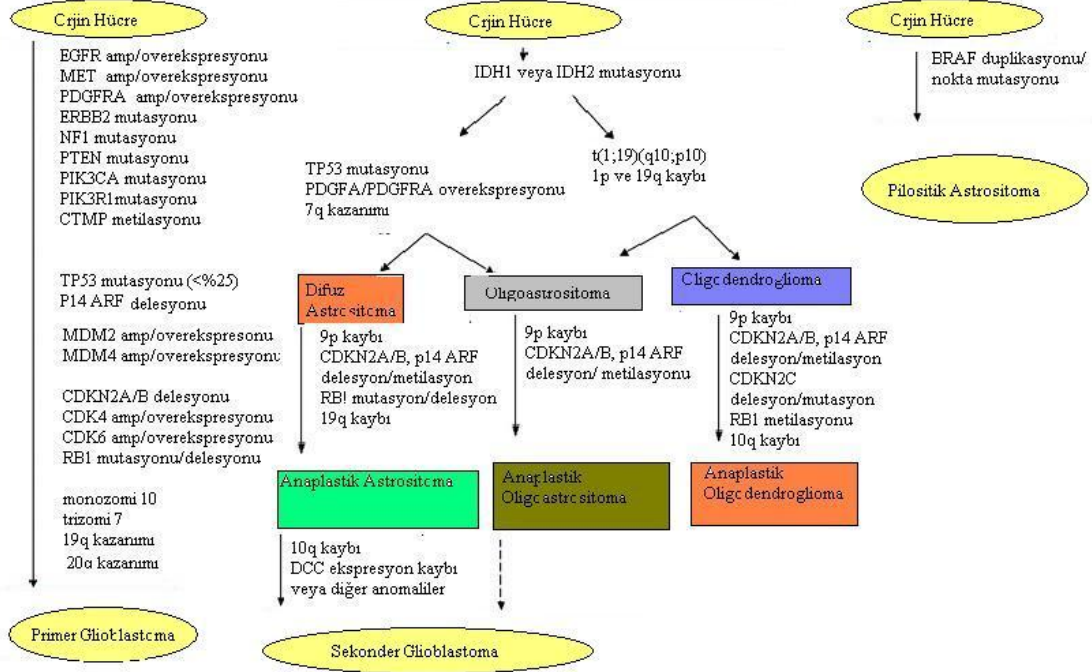 Crjin Hücre
EGFR amp/overekspresyonu
MET amp/overekspresyonu
PDGFRA amp/overekspresyonu
ERBB2 mutasyonu
NF1 mutasyonu
PTEN mutasyonu
PIK3CA mutasyonu
PIK3R1mutasyonu
CTMP metilasyonu
TP53 mutasyonu (<%25)
P14 ARF delesyonu
MDM2 amp/overekspresonu
MDM4 amp/overekspresyonu
CDKN2A/B delesyonu
CDK4 amp/overekspresyonu
CDK6 amp/overekspresyonu
RB1 mutasyonu/delesyonu
monozomi 10
trizomi 7
19q kazanımı
20q kazanımı
Primer Glioblastcma
Crjin Hücre
IDH1 veya IDH2 mutasyonu
TP53 mutasyonu
PDGFA/PDGFRA overekspresyonu
7q kazanımı
t(1;19)(q10;p10)
1p ve 19q kaybı
Difuz
Astrcsitcma
Oligoastrositoma
Cligcdendroglioma
9p kaybı
CDKN2A/B, p14 ARF
delesyon/metilasyon
RB! mutasyon/delesyon
19q kaybı
9p kaybı
CDKN2A/B, p14 ARF
delesyon/ metilasyonu
9p kaybı
CDKN2A/B, p14 ARF
delesyon/metilasyon
CDKN2C
delesyon/mutasyon
RB1 metilasyonu
10q kaybı
Anaplastik Astrositcma
Anaplastik
Oligcastrcsitoma
Anaplastik
Oligcdendroglioma
10q kaybı
DCC ekspresyon kaybı
veya diğer anomaliler
Sekonder Glioblastoma
Crjin Hücre
BRAF duplikasyonu/
nokta mutasyonu
Pilositik Astrositoma